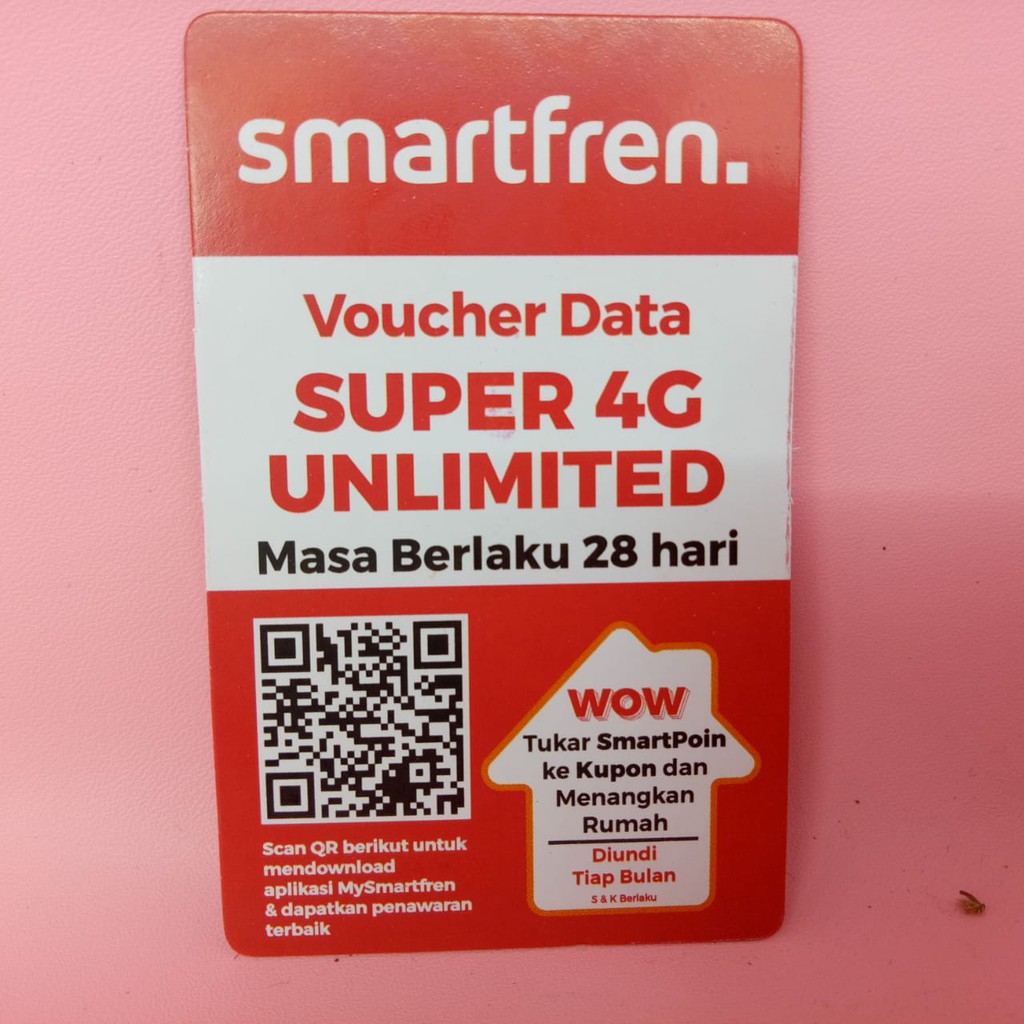 smartfren.
Voucher Data
SUPER 4G
UNLIMITED
Masa Berlaku 28 hari
Scan QR berikut untuk
mendownload
aplikasi MySmartfren
& dapatkan penawaran
terbaik
WOW
Tukar SmartPoin
ke Kupon dan
Menangkan
Rumah
Diundi
Tiap Bulan
S & K Berlaku